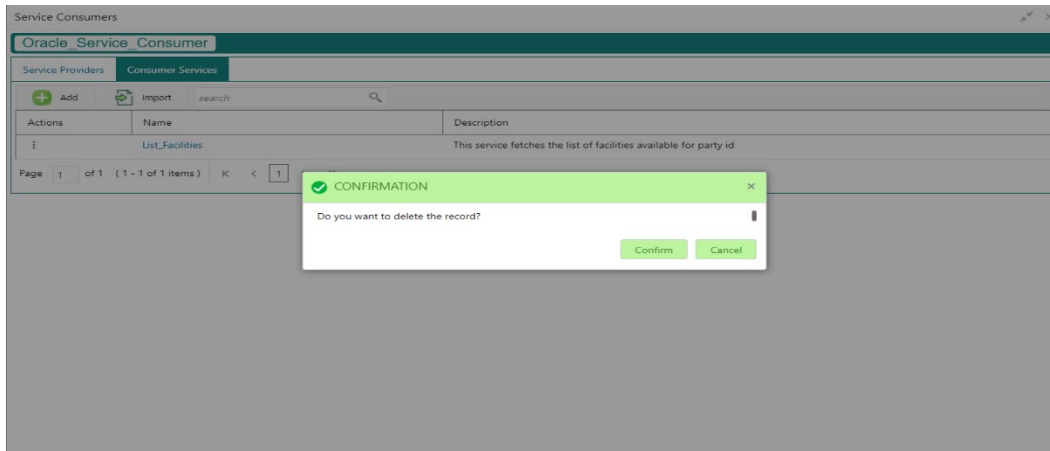 Service Consumers
Oracle_Service_Consumer
Service Providers Consumer Services
Add Import search
Actions Name Description
List_Facilities This service fetches the list of facilities available for party id
Page 1 of 1 (1 - 1 of 1 items) K < 1
CONFIRMATION ×
Do you want to delete the record?
Confirm Cancel